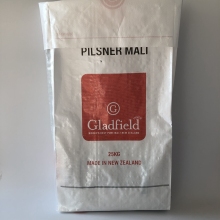 PILSNER MALT
G
Gladfield
25KG
MADE IN NEW ZEALAND